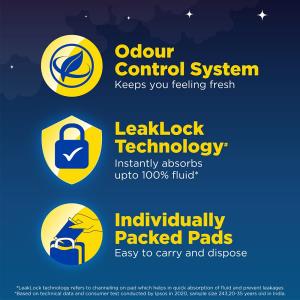 Odour
Control System
Keeps you feeling fresh
LeakLock
Technology#
Instantly absorbs
upto 100% fluid*
Individually
Packed Pads
Easy to carry and dispose
*LeakLock technology refers to channeling on pad which helps in quick absorption of fluid and prevent leakages
*Based on technical data and consumer test conducted by Ipsos in 2020, sample size 243,20-35 years old in India.